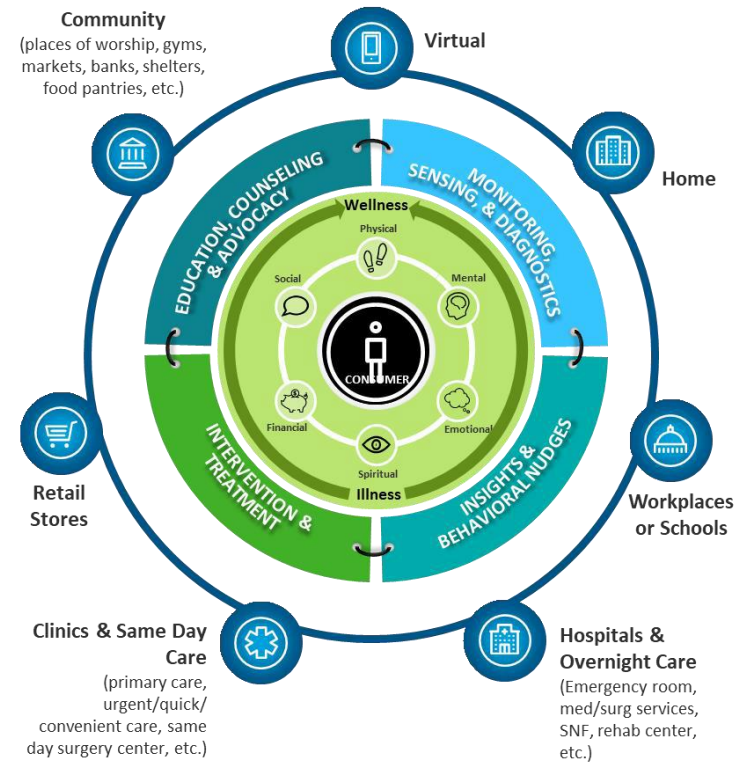 Community
(places of worship, gyms,
markets, banks, shelters,
food pantries, etc.)
Virtual
Home
EDUCATION, COUNSELING
& ADVOCACY
MONITORING,
SENSING, & DIAGNOSTICS
Wellness
Physical
Social
Mental
CONSUMER
Financial
Emotional
Spiritual
Illness
INTERVENTION &
TREATMENT
INSIGHTS &
BEHAVIORAL NUDGES
Retail
Stores
Workplaces
or Schools
Clinics & Same Day
Care
(primary care,
urgent/quick/
convenient care, same
day surgery center, etc.)
Hospitals &
Overnight Care
(Emergency room,
med/surg services,
SNF, rehab center,
etc.)